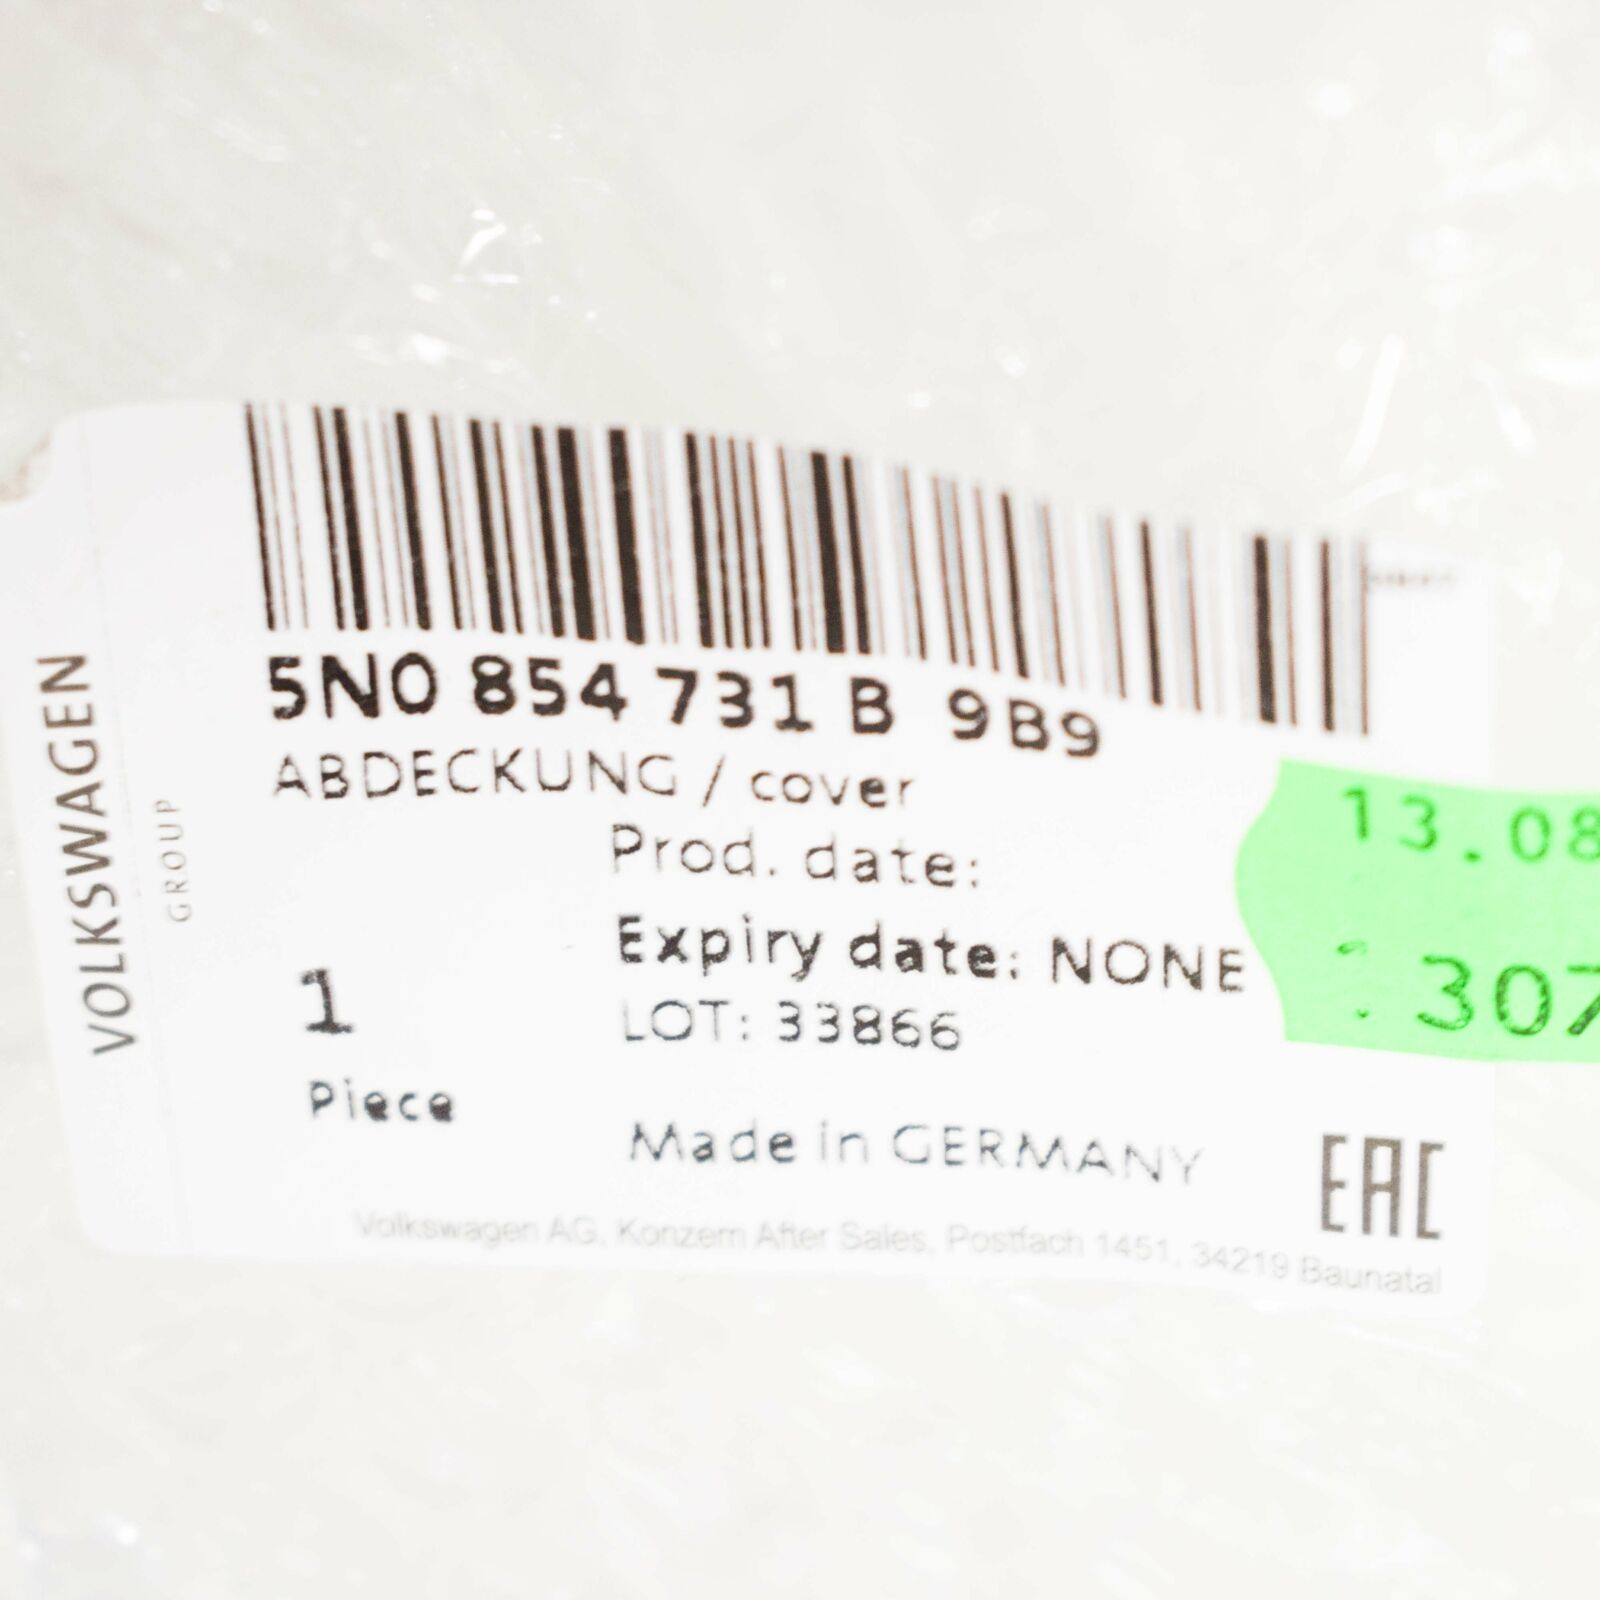 VOLKSWAGEN
GROUP
5N0 854 731 B 9B9
ABDECKUNG / cover
Prod. date:
Expiry date: NONE
LOT: 33866
1
Piece
Made in GERMANY
EAC
Volkswagen AG, Konzern After Sales, Postfach 1451, 34219 Baunatal
13.08
307